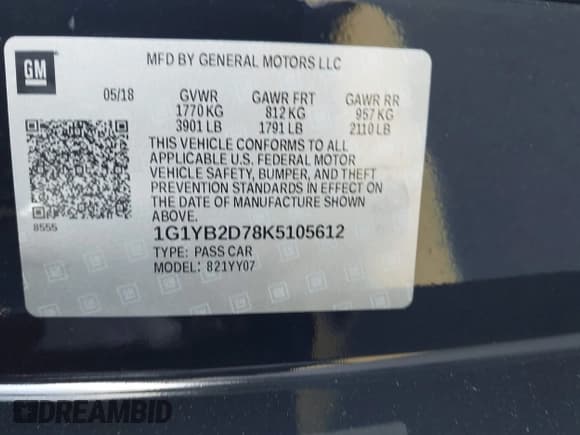 GM
MFD BY GENERAL MOTORS LLC
05/18 GVWR GAWR FRT GAWR RR
1770 KG 812 KG 957 KG
3901 LB 1791 LB 2110 LB
THIS VEHICLE CONFORMS TO ALL
APPLICABLE U.S. FEDERAL MOTOR
VEHICLE SAFETY, BUMPER, AND THEFT
PREVENTION STANDARDS IN EFFECT ON
THE DATE OF MANUFACTURE SHOWN
ABOVE.
8555
1G1YB2D78K5105612
TYPE: PASS CAR
MODEL: 821YY07
DREAMBID